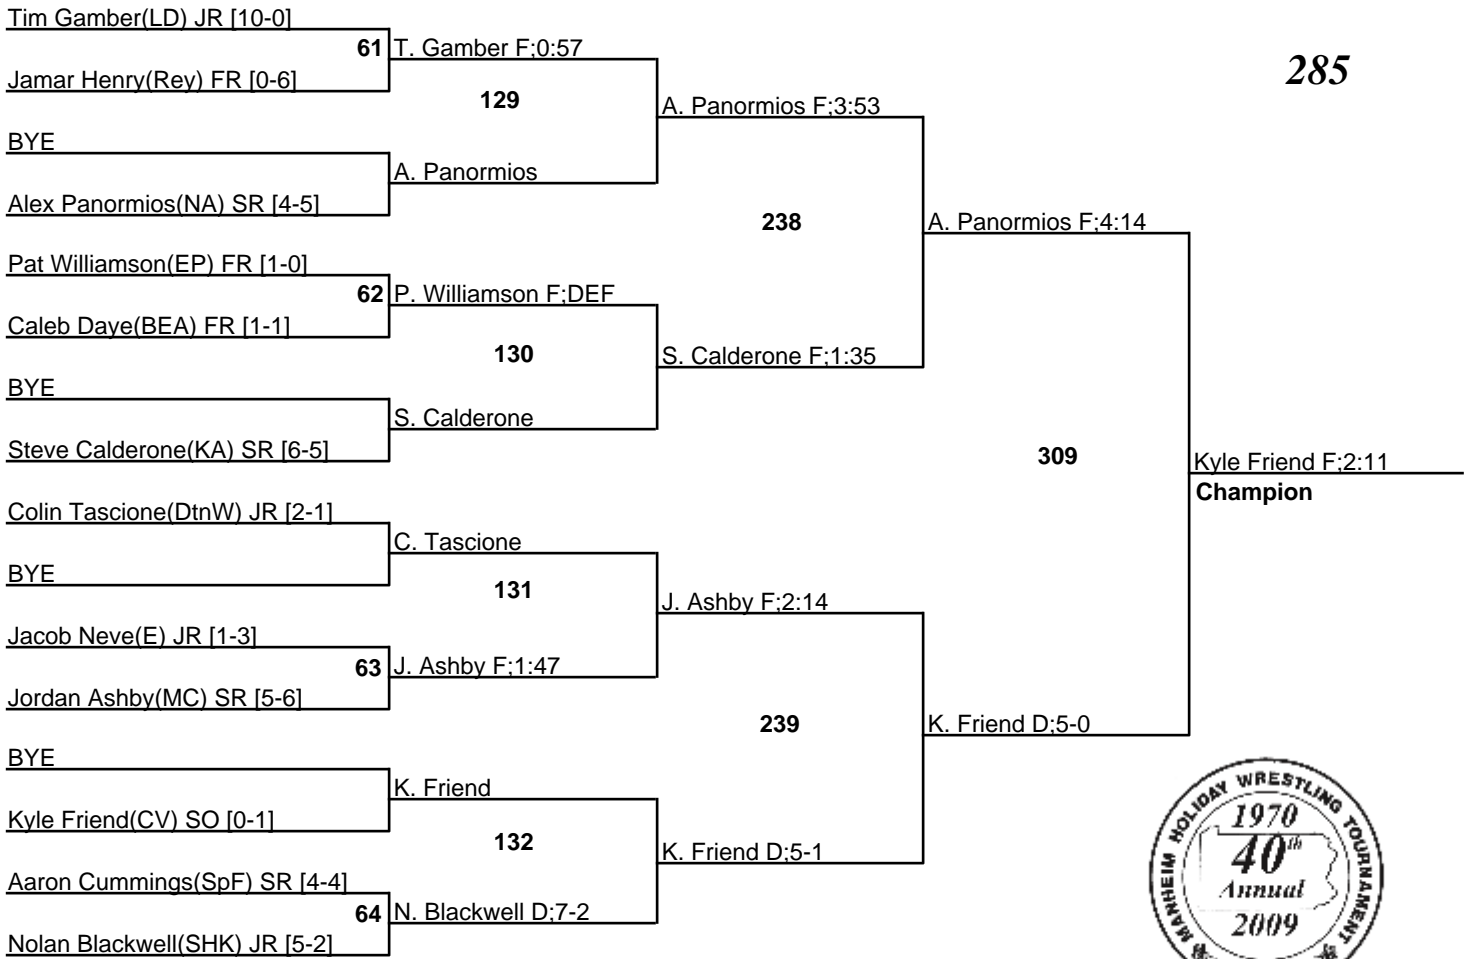 Tim Gamber(LD) JR [10-0]
61 T. Gamber F;0:57
285
Jamar Henry(Rey) FR [0-6]
129
A. Panormios F;3:53
BYE
A. Panormios
Alex Panormios(NA) SR [4-5]
238
A. Panormios F;4:14
Pat Williamson(EP) FR [1-0]
62 P. Williamson F;DEF
Caleb Daye(BEA) FR [1-1]
130
S. Calderone F;1:35
BYE
S. Calderone
Steve Calderone(KA) SR [6-5]
309
Kyle Friend F;2:11
Champion
Colin Tascione(DtnW) JR [2-1]
C. Tascione
BYE
131
J. Ashby F;2:14
Jacob Neve(E) JR [1-3]
63 J. Ashby F;1:47
Jordan Ashby(MC) SR [5-6]
239
K. Friend D;5-0
BYE
K. Friend
Kyle Friend(CV) SO [0-1]
132
K. Friend D;5-1
Aaron Cummings(SpF) SR [4-4]
64 N. Blackwell D;7-2
Nolan Blackwell(SHK) JR [5-2]
MANHEIM HOLIDAY WRESTLING TOURNAMENT
1970
40th
Annual
2009